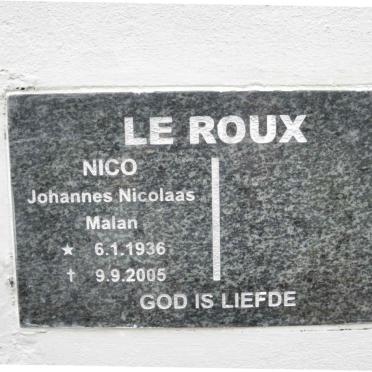 LE ROUX
NICO
Johannes Nicolaas
Malan
★ 6.1.1936
† 9.9.2005
GOD IS LIEFDE